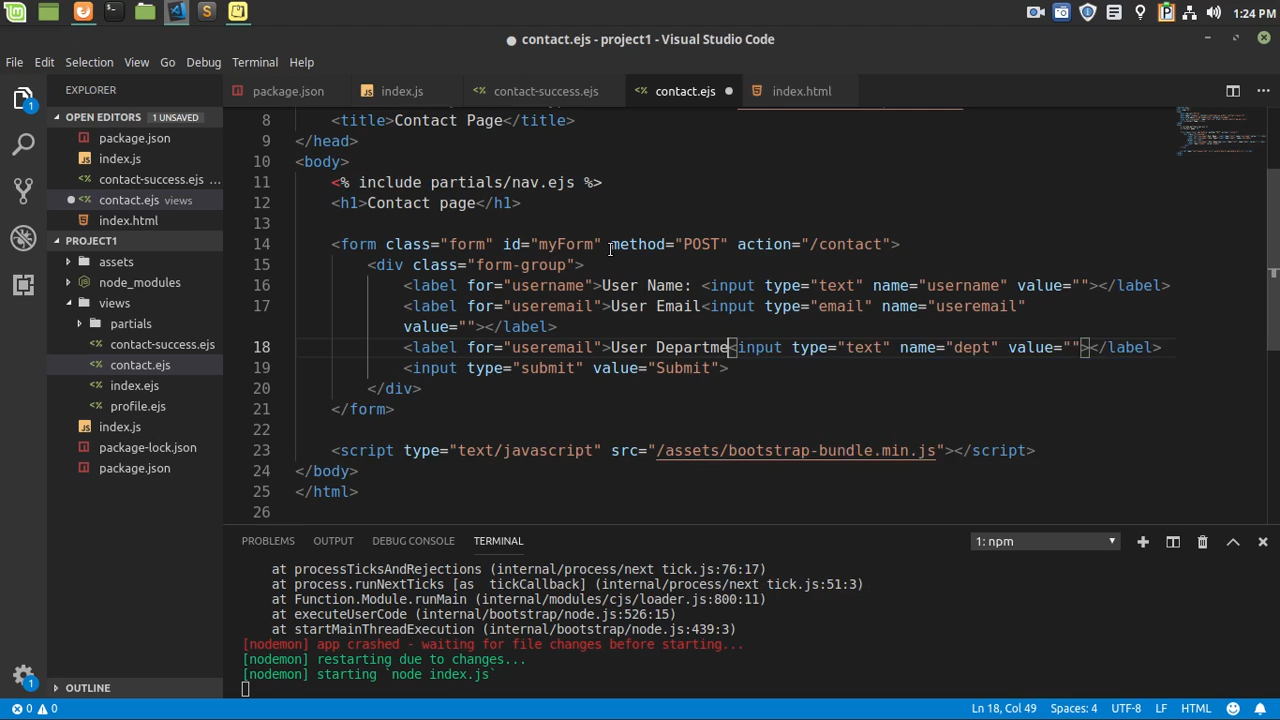 1:24 PM
contact.ejs - project1 - Visual Studio Code
File Edit Selection View Go Debug Terminal Help
EXPLORER
package.json index.js contact-success.ejs contact.ejs index.html
OPEN EDITORS 1 UNSAVED
package.json
index.js
contact-success.ejs ...
contact.ejs views
index.html
PROJECT1
assets
node_modules
views
partials
contact-success.ejs
contact.ejs
index.ejs
profile.ejs
index.js
package-lock.json
package.json
OUTLINE
8 <title>Contact Page</title>
9 </head>
10 <body>
11 <% include partials/nav.ejs %>
12 <h1>Contact page</h1>
13
14 <form class="form" id="myForm" method="POST" action="/contact">
15 <div class="form-group">
16 <label for="username">User Name: <input type="text" name="username" value=""></label>
17 <label for="useremail">User Email<input type="email" name="useremail"
value=""></label>
18 <label for="useremail">User Departme<input type="text" name="dept" value=""></label>
19 <input type="submit" value="Submit">
20 </div>
21 </form>
22
23 <script type="text/javascript" src="/assets/bootstrap-bundle.min.js"></script>
24 </body>
25 </html>
26
PROBLEMS OUTPUT DEBUG CONSOLE TERMINAL 1: npm
at processTicksAndRejections (internal/process/next_tick.js:76:17)
at process.runNextTicks [as _tickCallback] (internal/process/next_tick.js:51:3)
at Function.Module.runMain (internal/modules/cjs/loader.js:800:11)
at executeUserCode (internal/bootstrap/node.js:526:15)
at startMainThreadExecution (internal/bootstrap/node.js:439:3)
[nodemon] app crashed - waiting for file changes before starting...
[nodemon] restarting due to changes...
[nodemon] starting `node index.js`
0 0 Ln 18, Col 49 Spaces: 4 UTF-8 LF HTML 1